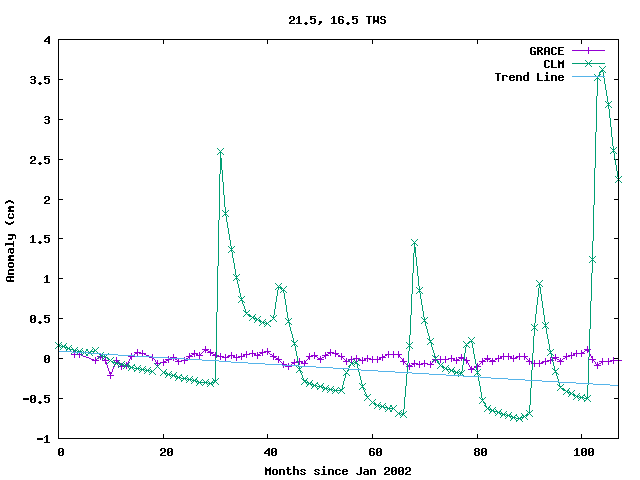 21.5, 16.5 TWS
GRACE
CLM
Trend Line
4
3.5
3
2.5
2
1.5
1
0.5
0
-0.5
-1
Anomaly (cm)
0 20 40 60 80 100
Months since Jan 2002